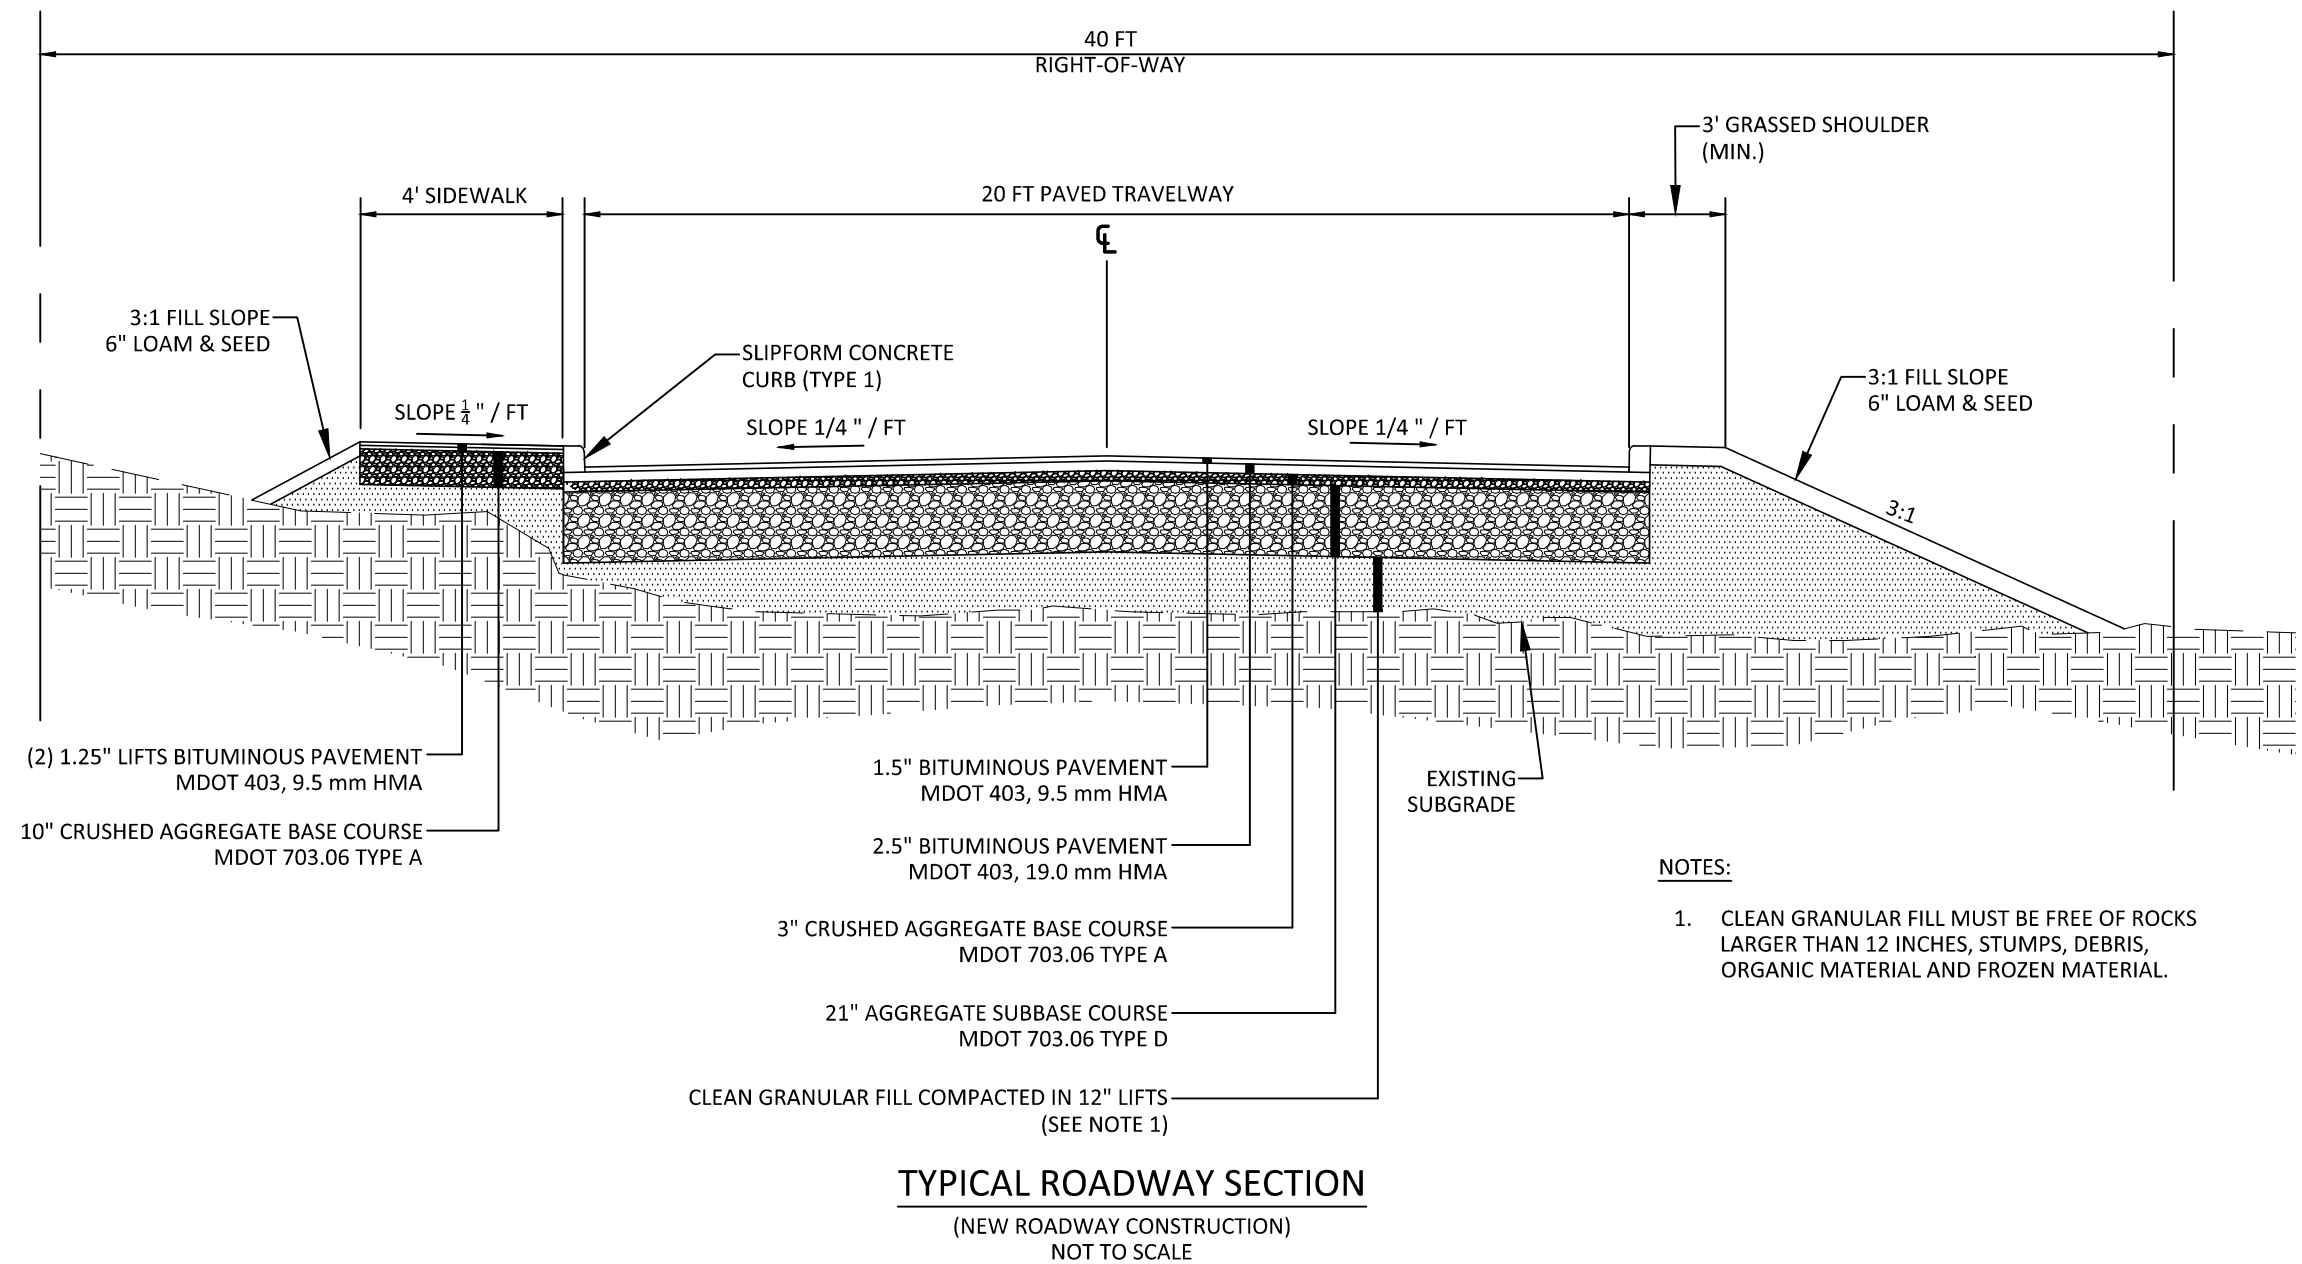 40 FT
RIGHT-OF-WAY
3' GRASSED SHOULDER
(MIN.)
4' SIDEWALK
20 FT PAVED TRAVELWAY
℄
3:1 FILL SLOPE
6" LOAM & SEED
SLIPFORM CONCRETE
CURB (TYPE 1)
3:1 FILL SLOPE
6" LOAM & SEED
SLOPE 1/4 " / FT
SLOPE 1/4 " / FT
SLOPE 1/4 " / FT
3:1
(2) 1.25" LIFTS BITUMINOUS PAVEMENT
MDOT 403, 9.5 mm HMA
10" CRUSHED AGGREGATE BASE COURSE
MDOT 703.06 TYPE A
1.5" BITUMINOUS PAVEMENT
MDOT 403, 9.5 mm HMA
2.5" BITUMINOUS PAVEMENT
MDOT 403, 19.0 mm HMA
3" CRUSHED AGGREGATE BASE COURSE
MDOT 703.06 TYPE A
21" AGGREGATE SUBBASE COURSE
MDOT 703.06 TYPE D
CLEAN GRANULAR FILL COMPACTED IN 12" LIFTS
(SEE NOTE 1)
EXISTING
SUBGRADE
NOTES:
1. CLEAN GRANULAR FILL MUST BE FREE OF ROCKS
LARGER THAN 12 INCHES, STUMPS, DEBRIS,
ORGANIC MATERIAL AND FROZEN MATERIAL.
TYPICAL ROADWAY SECTION
(NEW ROADWAY CONSTRUCTION)
NOT TO SCALE